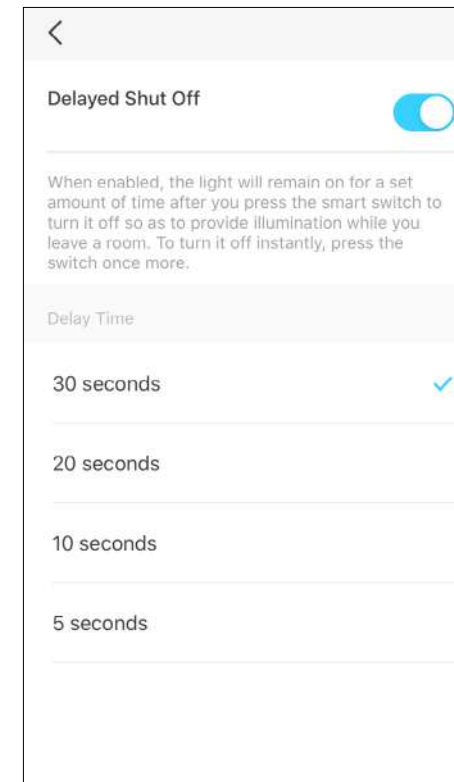 Delayed Shut Off
When enabled, the light will remain on for a set
amount of time after you press the smart switch to
turn it off so as to provide illumination while you
leave a room. To turn it off instantly, press the
switch once more.
Delay Time
30 seconds
20 seconds
10 seconds
5 seconds